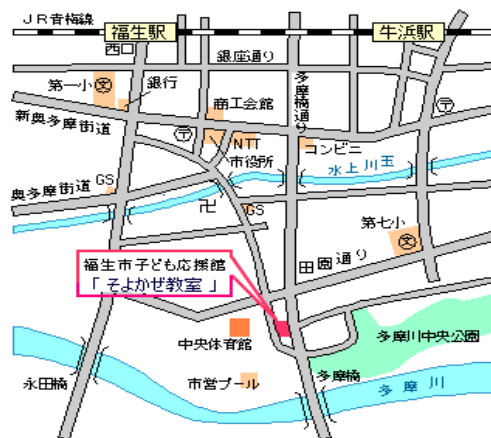 JR青梅線
福生駅
牛浜駅
西口
銀座通り
第一小
文
銀行
多摩橋通り
商工会館
新奥多摩街道
〒
〒
NTT
市役所
コンビニ
水上川玉
奥多摩街道
GS
卍
GS
第七小
文
田園通り
福生市子ども応援館
「そよかぜ教室」
中央体育館
多摩川中央公園
市営プール
永田橋
多摩橋
多摩川